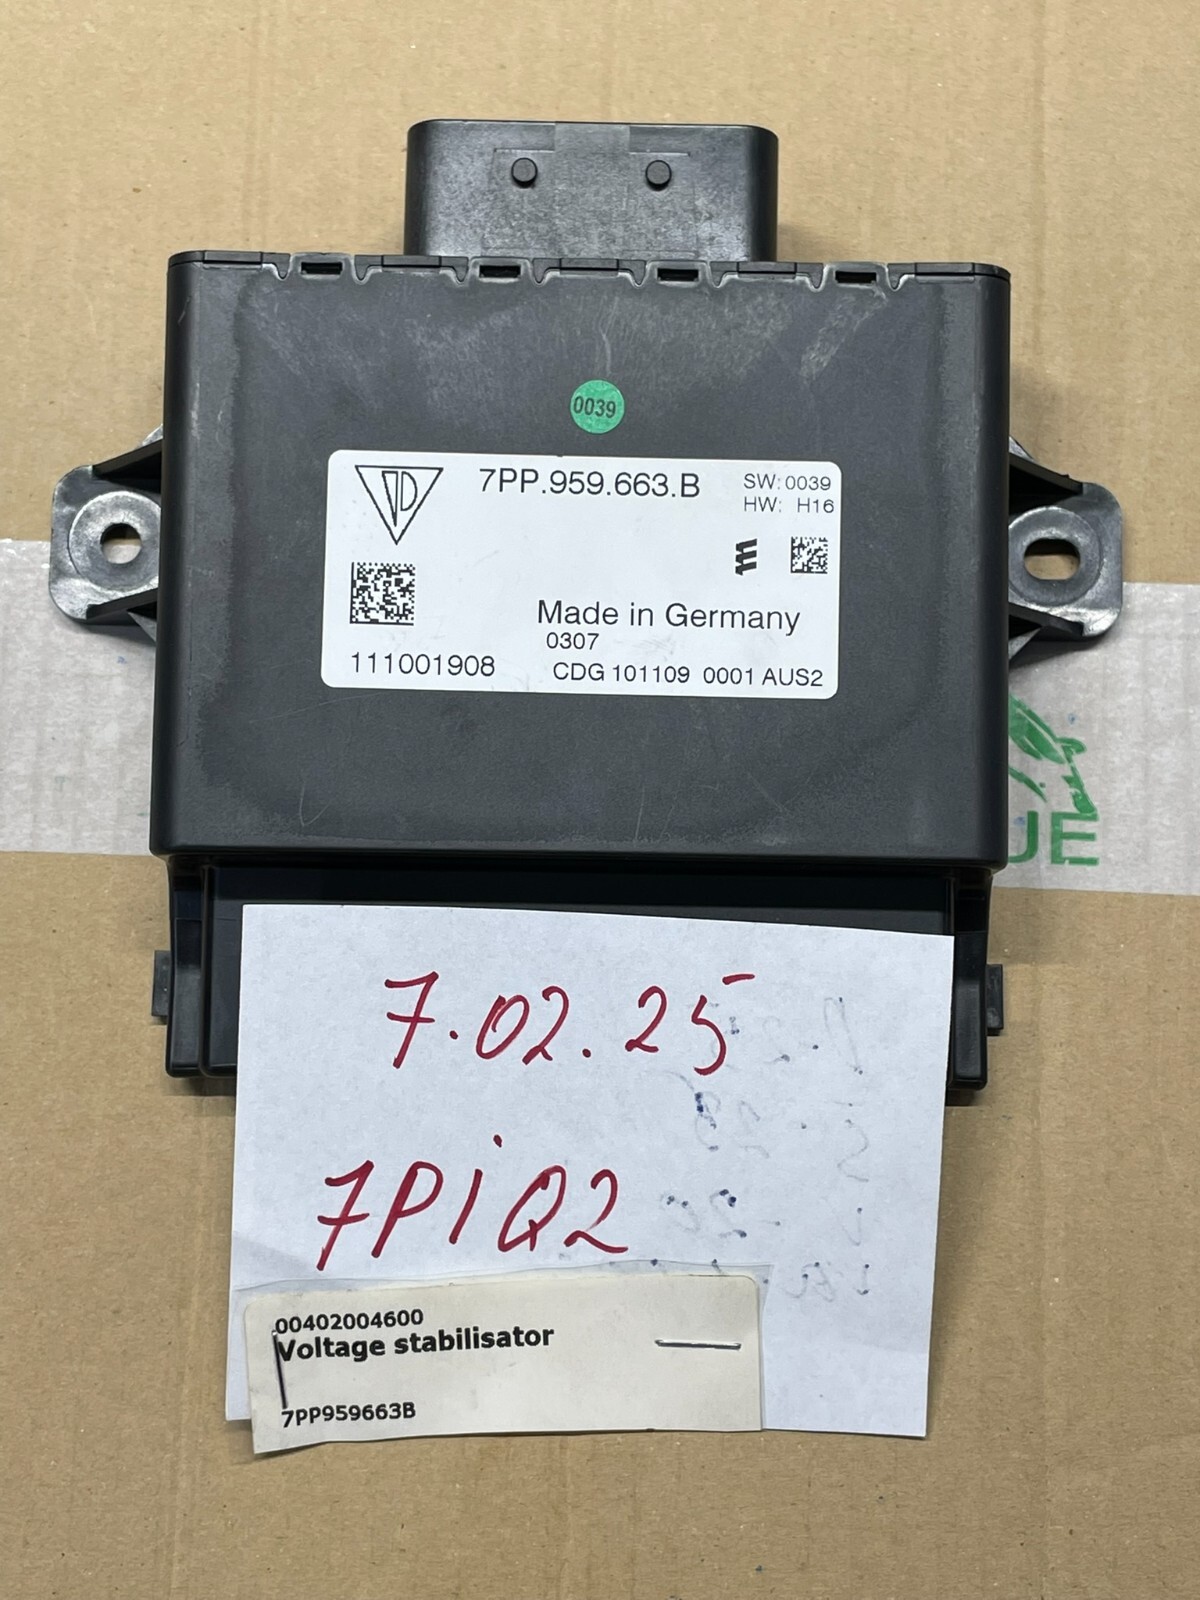 0039
7PP.959.663.B
SW: 0039
HW: H16
Made in Germany
0307
111001908
CDG 101109 0001 AUS2
UE
7.02.25
7PiQ2
00402004600
Voltage stabilisator
7PP959663B